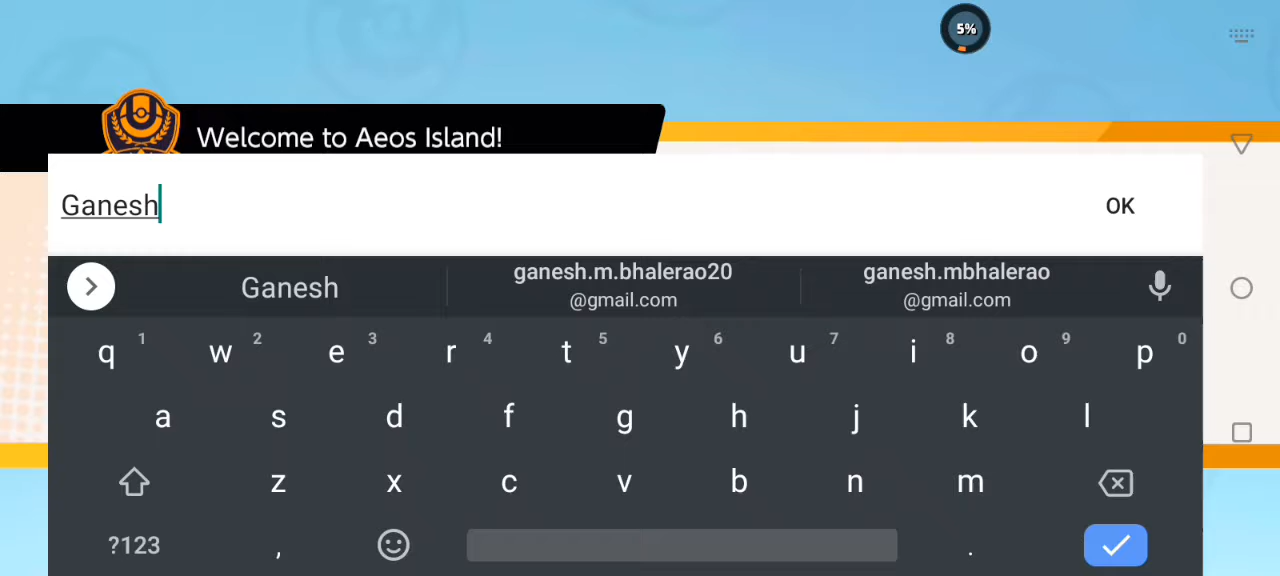 5%
Welcome to Aeos Island!
Ganesh
OK
Ganesh
ganesh.m.bhalerao20
@gmail.com
ganesh.mbhalerao
@gmail.com
q 1 w 2 e 3 r 4 t 5 y 6 u 7 i 8 o 9 p 0
a s d f g h j k l
z x c v b n m
?123 , .